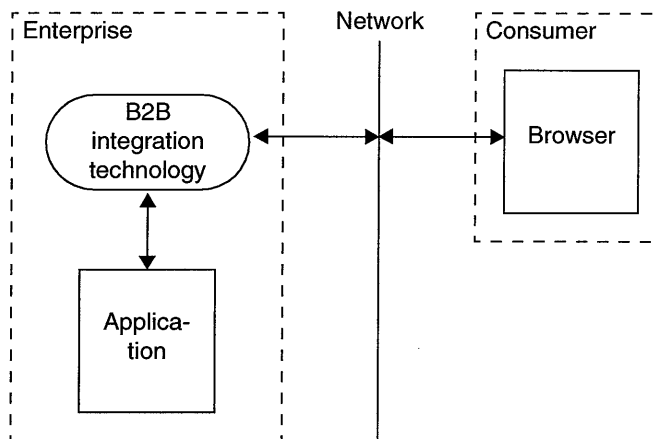 Enterprise
Network
Consumer
B2B
integration
technology
Browser
Applica-
tion